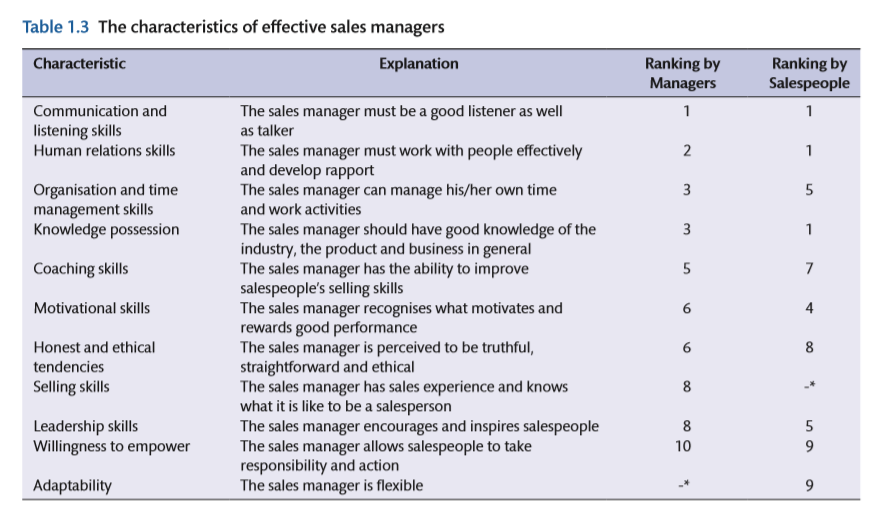 Table 1.3 The characteristics of effective sales managers
Characteristic Explanation Ranking by Managers Ranking by Salespeople
Communication and listening skills The sales manager must be a good listener as well as talker 1 1
Human relations skills The sales manager must work with people effectively and develop rapport 2 1
Organisation and time management skills The sales manager can manage his/her own time and work activities 3 5
Knowledge possession The sales manager should have good knowledge of the industry, the product and business in general 3 1
Coaching skills The sales manager has the ability to improve salespeople's selling skills 5 7
Motivational skills The sales manager recognises what motivates and rewards good performance 6 4
Honest and ethical tendencies The sales manager is perceived to be truthful, straightforward and ethical 6 8
Selling skills The sales manager has sales experience and knows what it is like to be a salesperson 8 -*
Leadership skills The sales manager encourages and inspires salespeople 8 5
Willingness to empower The sales manager allows salespeople to take responsibility and action 10 9
Adaptability The sales manager is flexible -* 9